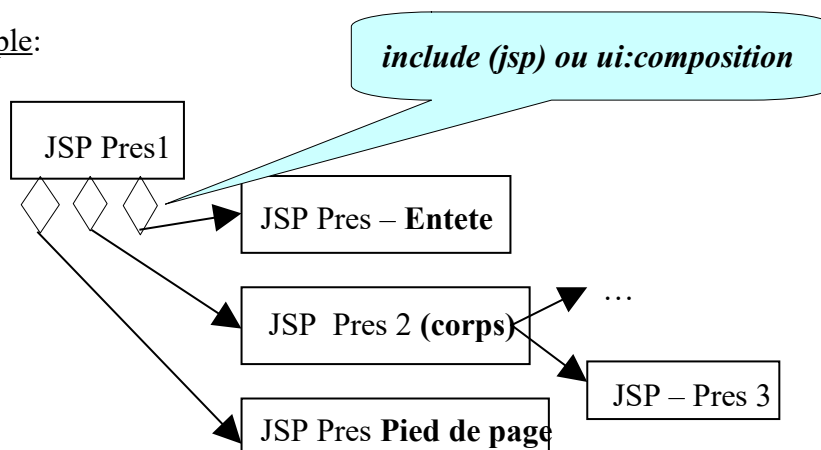 ple:
include (jsp) ou ui:composition
JSP Pres1
JSP Pres – Entete
JSP Pres 2 (corps)
…
JSP – Pres 3
JSP Pres Pied de page